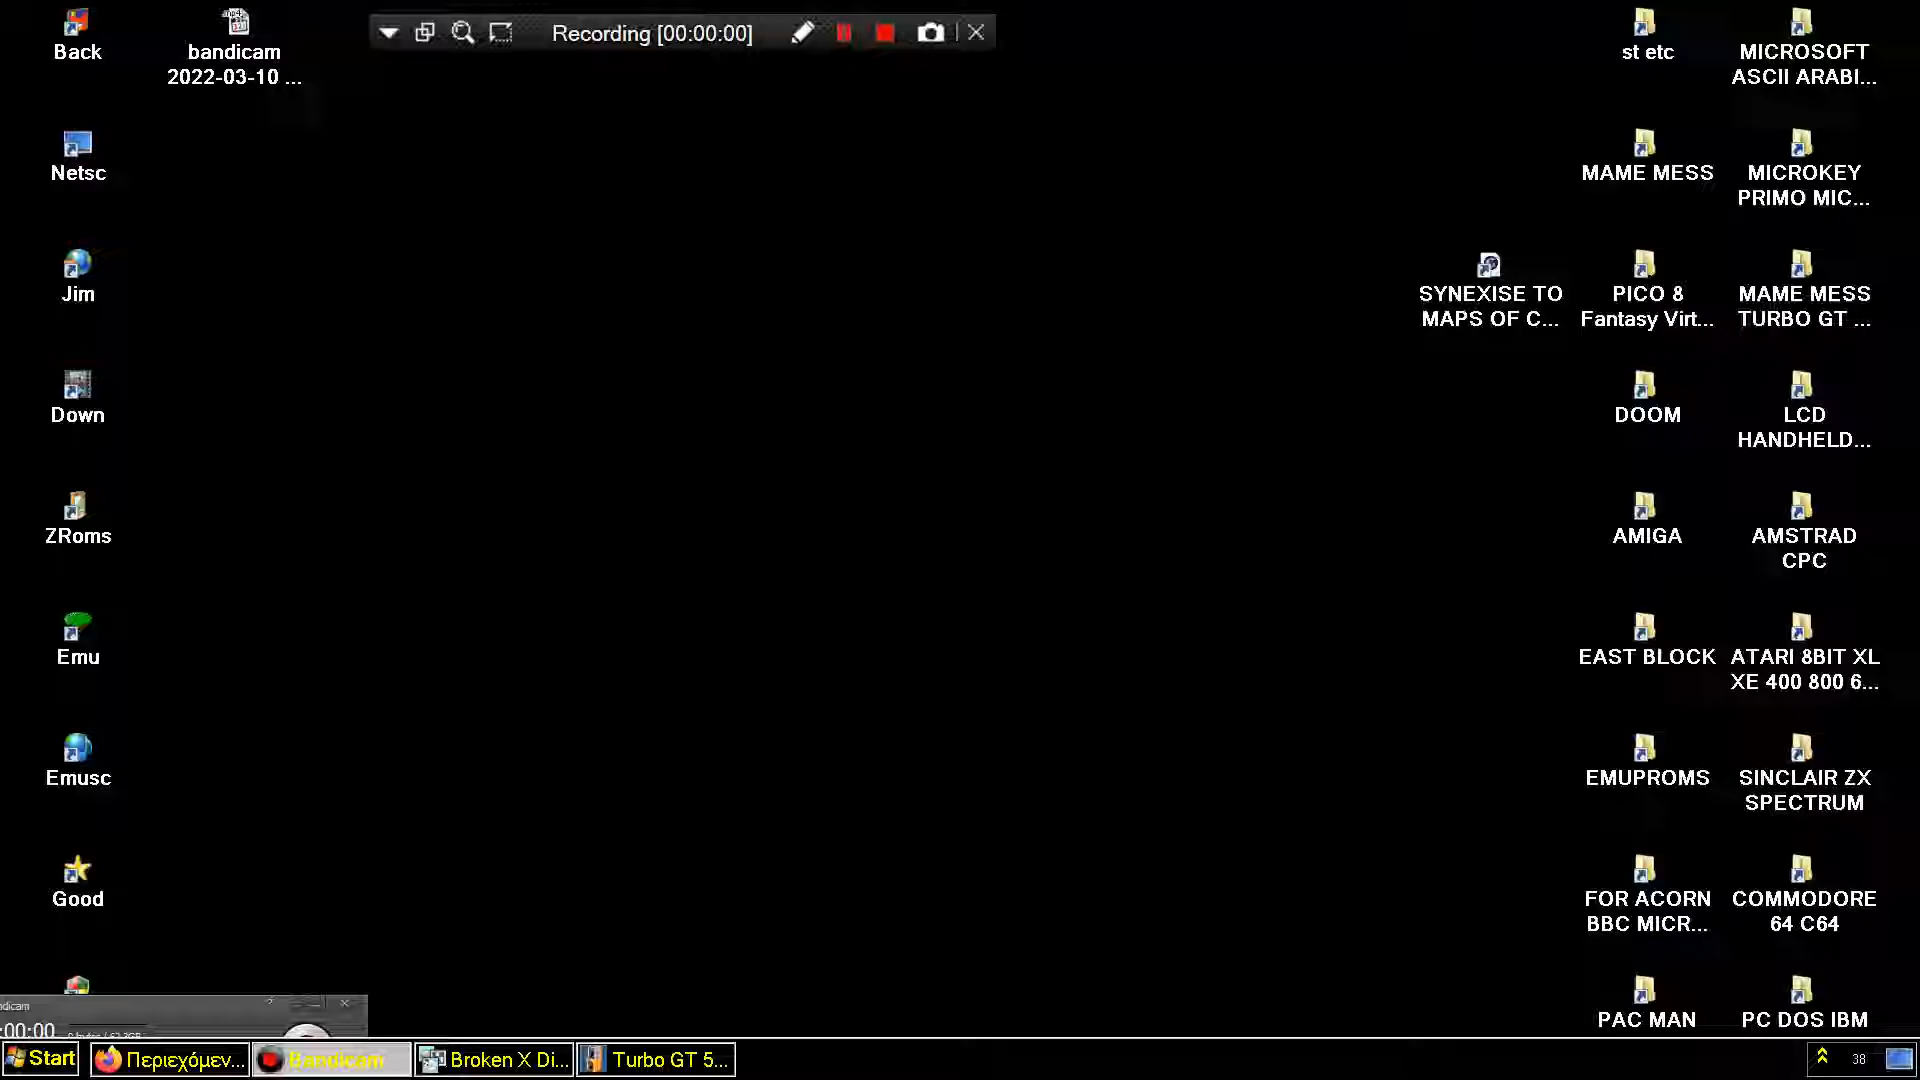 Recording [00:00:00]
Back
bandicam
2022-03-10 ...
Netsc
Jim
Down
ZRoms
Emu
Emusc
Good
SYNEXISE TO
MAPS OF C...
st etc
MAME MESS
PICO 8
Fantasy Virt...
DOOM
AMIGA
EAST BLOCK
EMUPROMS
FOR ACORN
BBC MICR...
PAC MAN
MICROSOFT
ASCII ARABI...
MICROKEY
PRIMO MIC...
MAME MESS
TURBO GT ...
LCD
HANDHELD...
AMSTRAD
CPC
ATARI 8BIT XL
XE 400 800 6...
SINCLAIR ZX
SPECTRUM
COMMODORE
64 C64
PC DOS IBM
ndicam
:00:00
Start
Περιεχόμεν...
Bandicam
Broken X Di...
Turbo GT 5...
38